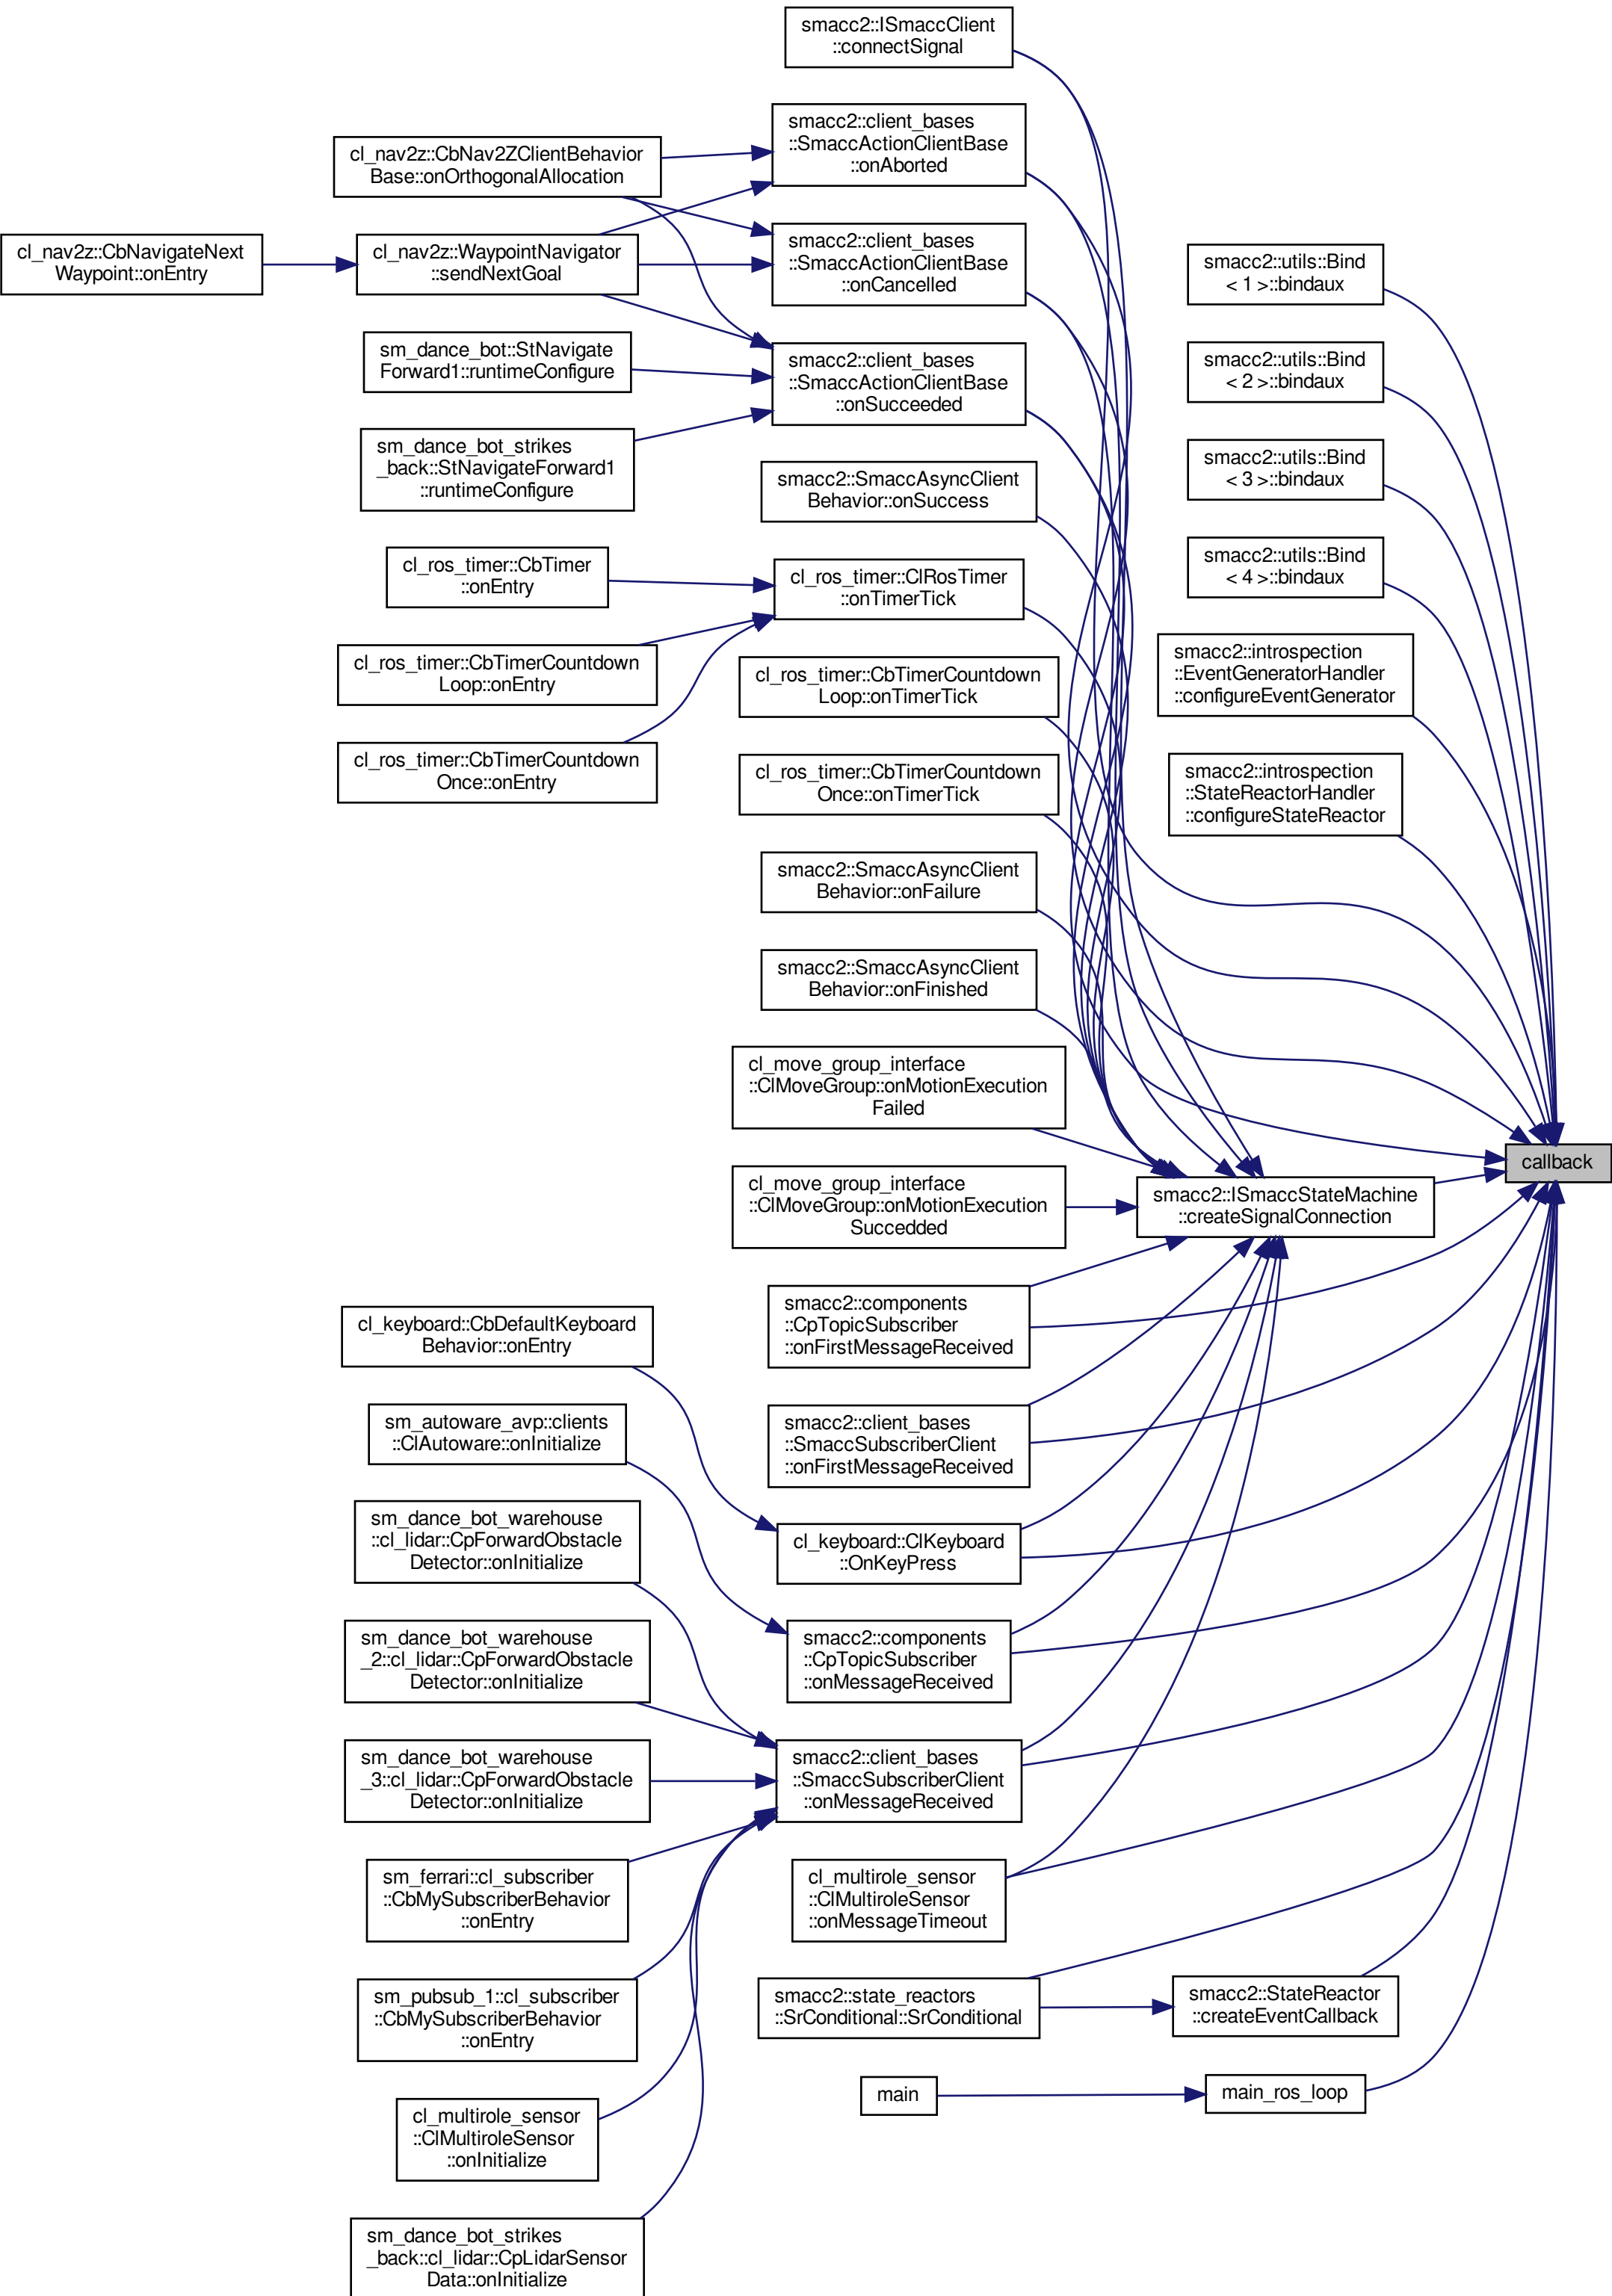 smacc2::ISmaccClient
::connectSignal
smacc2::client_bases
::SmaccActionClientBase
::onAborted
cl_nav2z::CbNav2ZClientBehavior
Base::onOrthogonalAllocation
smacc2::client_bases
::SmaccActionClientBase
::onCancelled
cl_nav2z::CbNavigateNext
Waypoint::onEntry
cl_nav2z::WaypointNavigator
::sendNextGoal
smacc2::utils::Bind
< 1 >::bindaux
sm_dance_bot::StNavigate
Forward1::runtimeConfigure
smacc2::client_bases
::SmaccActionClientBase
::onSucceeded
smacc2::utils::Bind
< 2 >::bindaux
sm_dance_bot_strikes
_back::StNavigateForward1
::runtimeConfigure
smacc2::SmaccAsyncClient
Behavior::onSuccess
smacc2::utils::Bind
< 3 >::bindaux
cl_ros_timer::CbTimer
::onEntry
cl_ros_timer::ClRosTimer
::onTimerTick
smacc2::utils::Bind
< 4 >::bindaux
cl_ros_timer::CbTimerCountdown
Loop::onEntry
cl_ros_timer::CbTimerCountdown
Loop::onTimerTick
smacc2::introspection
::EventGeneratorHandler
::configureEventGenerator
cl_ros_timer::CbTimerCountdown
Once::onEntry
cl_ros_timer::CbTimerCountdown
Once::onTimerTick
smacc2::introspection
::StateReactorHandler
::configureStateReactor
smacc2::SmaccAsyncClient
Behavior::onFailure
smacc2::SmaccAsyncClient
Behavior::onFinished
cl_move_group_interface
::ClMoveGroup::onMotionExecution
Failed
callback
cl_move_group_interface
::ClMoveGroup::onMotionExecution
Succedded
smacc2::ISmaccStateMachine
::createSignalConnection
smacc2::components
::CpTopicSubscriber
::onFirstMessageReceived
cl_keyboard::CbDefaultKeyboard
Behavior::onEntry
smacc2::client_bases
::SmaccSubscriberClient
::onFirstMessageReceived
sm_autoware_avp::clients
::ClAutoware::onInitialize
cl_keyboard::ClKeyboard
::OnKeyPress
sm_dance_bot_warehouse
::cl_lidar::CpForwardObstacle
Detector::onInitialize
smacc2::components
::CpTopicSubscriber
::onMessageReceived
sm_dance_bot_warehouse
_2::cl_lidar::CpForwardObstacle
Detector::onInitialize
smacc2::client_bases
::SmaccSubscriberClient
::onMessageReceived
sm_dance_bot_warehouse
_3::cl_lidar::CpForwardObstacle
Detector::onInitialize
cl_multirole_sensor
::ClMultiroleSensor
::onMessageTimeout
sm_ferrari::cl_subscriber
::CbMySubscriberBehavior
::onEntry
smacc2::state_reactors
::SrConditional::SrConditional
smacc2::StateReactor
::createEventCallback
sm_pubsub_1::cl_subscriber
::CbMySubscriberBehavior
::onEntry
main
main_ros_loop
cl_multirole_sensor
::ClMultiroleSensor
::onInitialize
sm_dance_bot_strikes
_back::cl_lidar::CpLidarSensor
Data::onInitialize